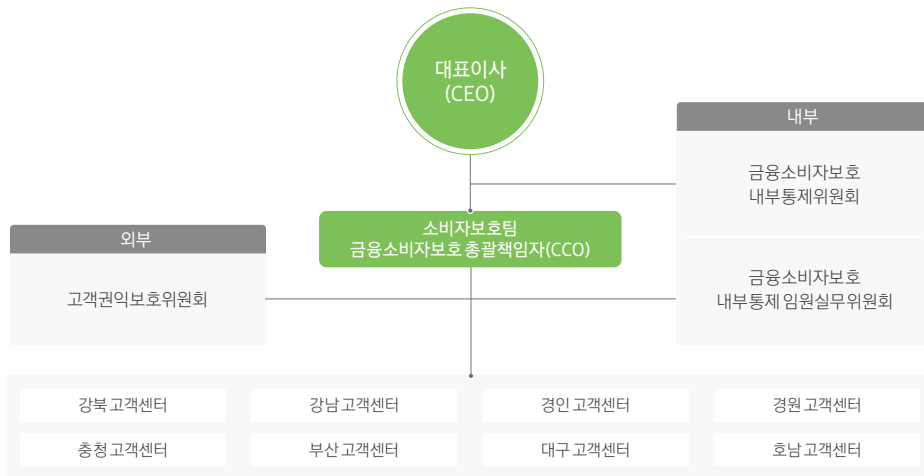 대표이사
(CEO)
내부
금융소비자보호
내부통제위원회
소비자보호팀
금융소비자보호 총괄책임자(CCO)
외부
고객권익보호위원회
금융소비자보호
내부통제 임원실무위원회
강북 고객센터
강남 고객센터
경인 고객센터
경원 고객센터
충청 고객센터
부산 고객센터
대구 고객센터
호남 고객센터